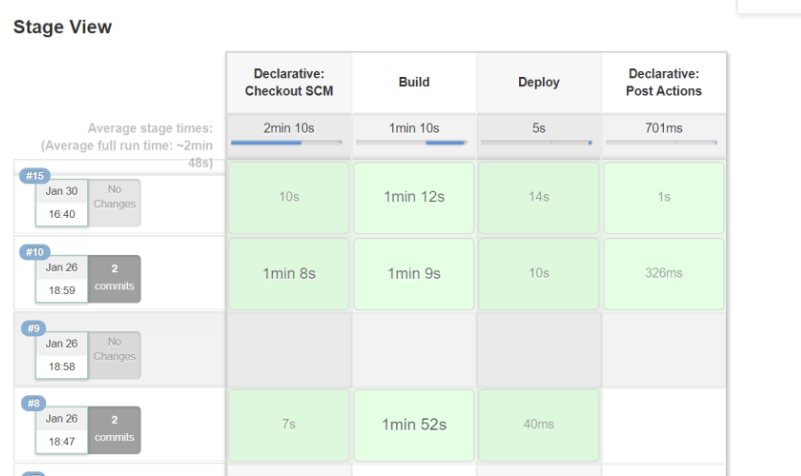 Stage View
Declarative:
Checkout SCM
Build
Deploy
Declarative:
Post Actions
Average stage times:
(Average full run time: ~2min
48s)
2min 10s
1min 10s
5s
701ms
#15
Jan 30
16:40
No
Changes
10s
1min 12s
14s
1s
#10
Jan 26
18:59
2
commits
1min 8s
1min 9s
10s
326ms
#9
Jan 26
18:58
No
Changes
#8
Jan 26
18:47
2
commits
7s
1min 52s
40ms